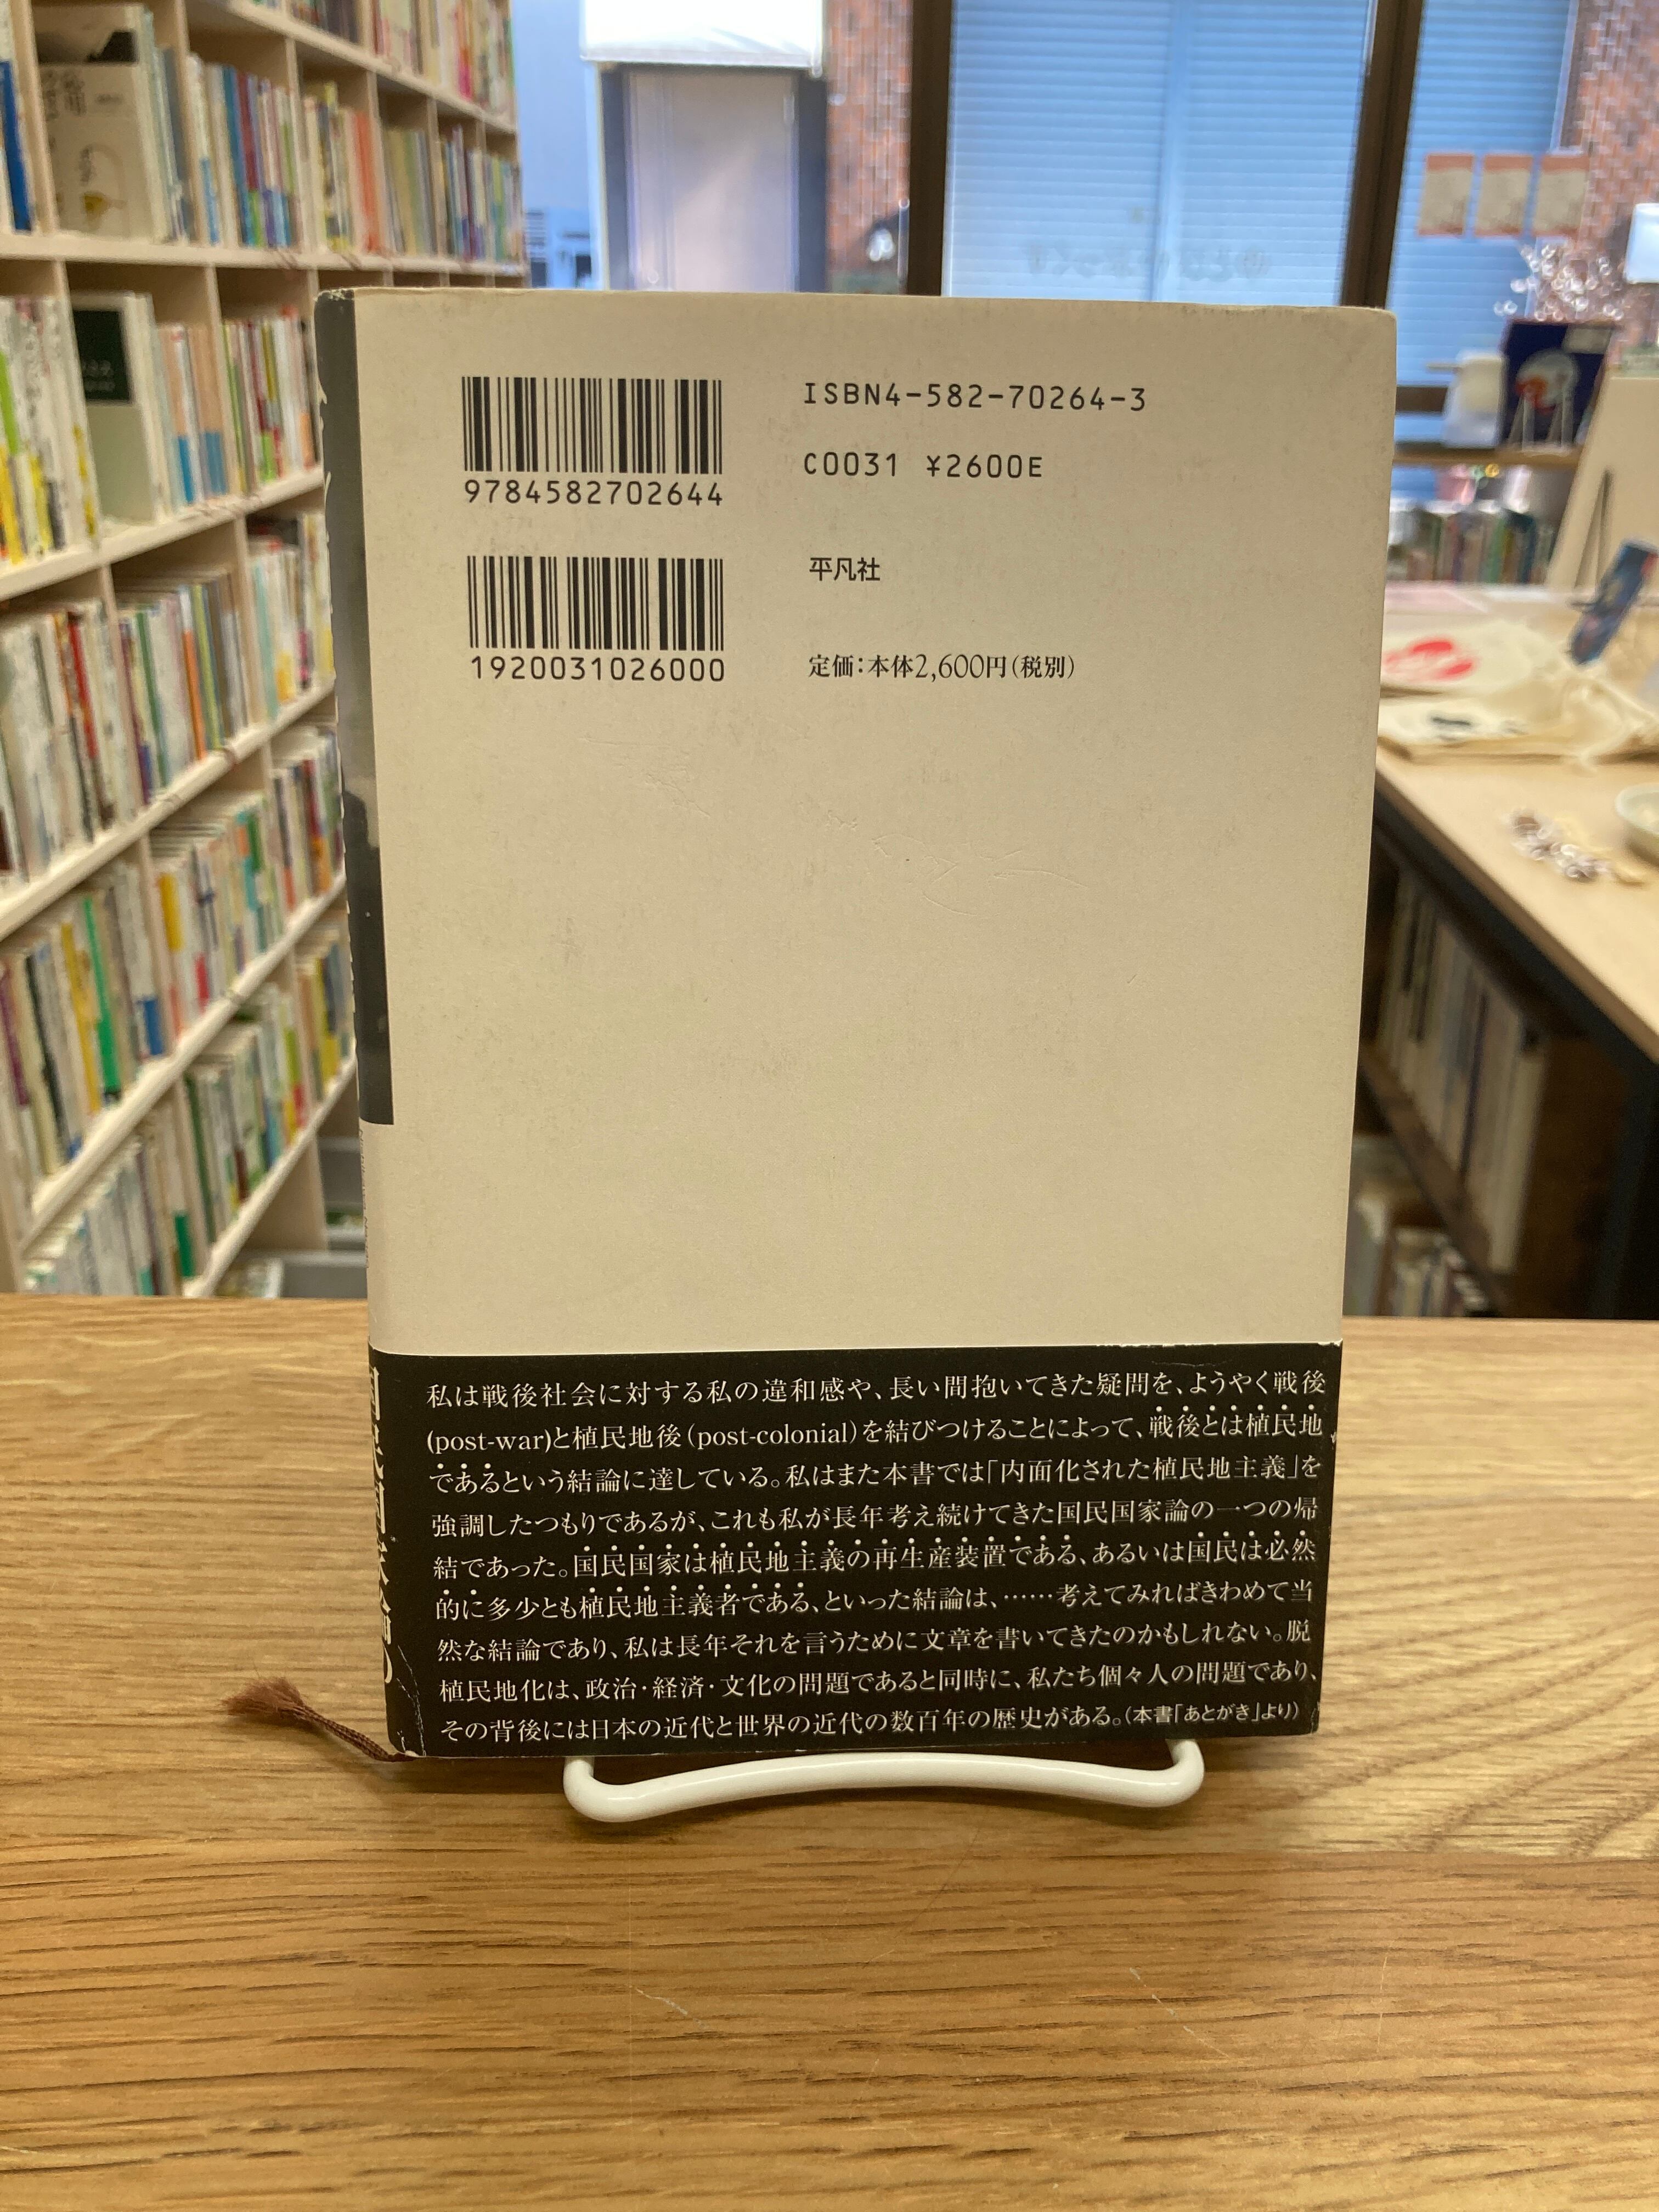 ISBN4-582-70264-3
C0031 ¥2600E
9784582702644
平凡社
1920031026000
定価：本体2,600円（税別）
私は戦後社会に対する私の違和感や、長い間抱いてきた疑問を、ようやく戦後
(post-war)と植民地後（post-colonial）を結びつけることによって、戦後とは植民地
であるという結論に達している。私はまた本書では「内面化された植民地主義」を
強調したつもりであるが、これも私が長年考え続けてきた国民国家論の一つの帰
結であった。国民国家は植民地主義の再生産装置である、あるいは国民は必然
的に多少とも植民地主義者である、といった結論は、……考えてみればきわめて当
然な結論であり、私は長年それを言うために文章を書いてきたのかもしれない。脱
植民地化は、政治・経済・文化の問題であると同時に、私たち個々人の問題であり、
その背後には日本の近代と世界の近代の数百年の歴史がある。（本書「あとがき」より）